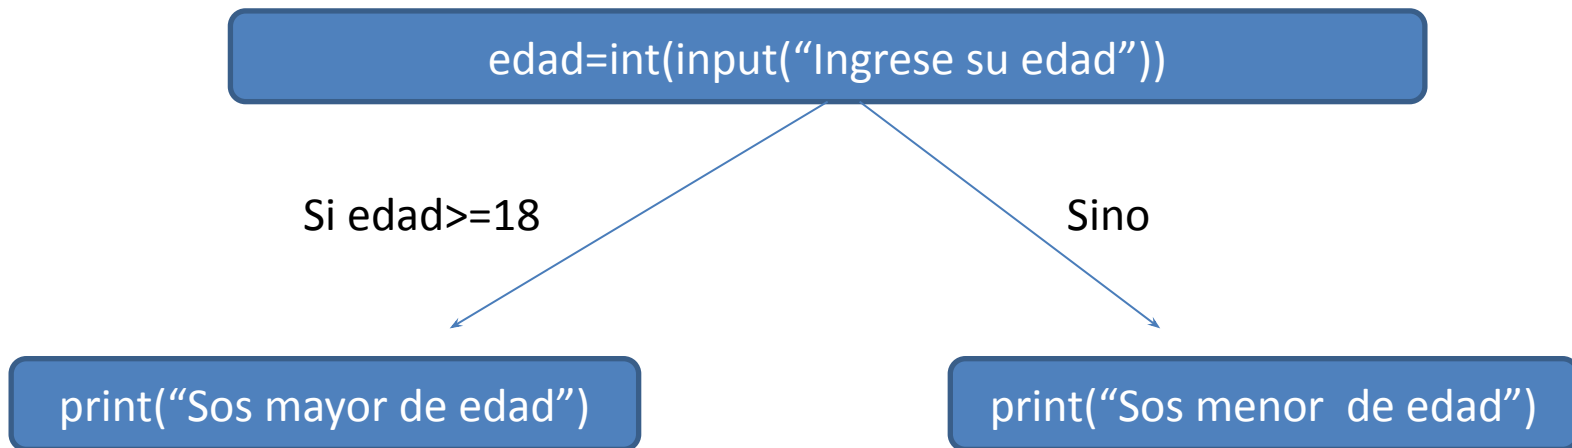 edad=int(input(“Ingrese su edad”))
Si edad>=18
Sino
print(“Sos mayor de edad”)
print(“Sos menor  de edad”)